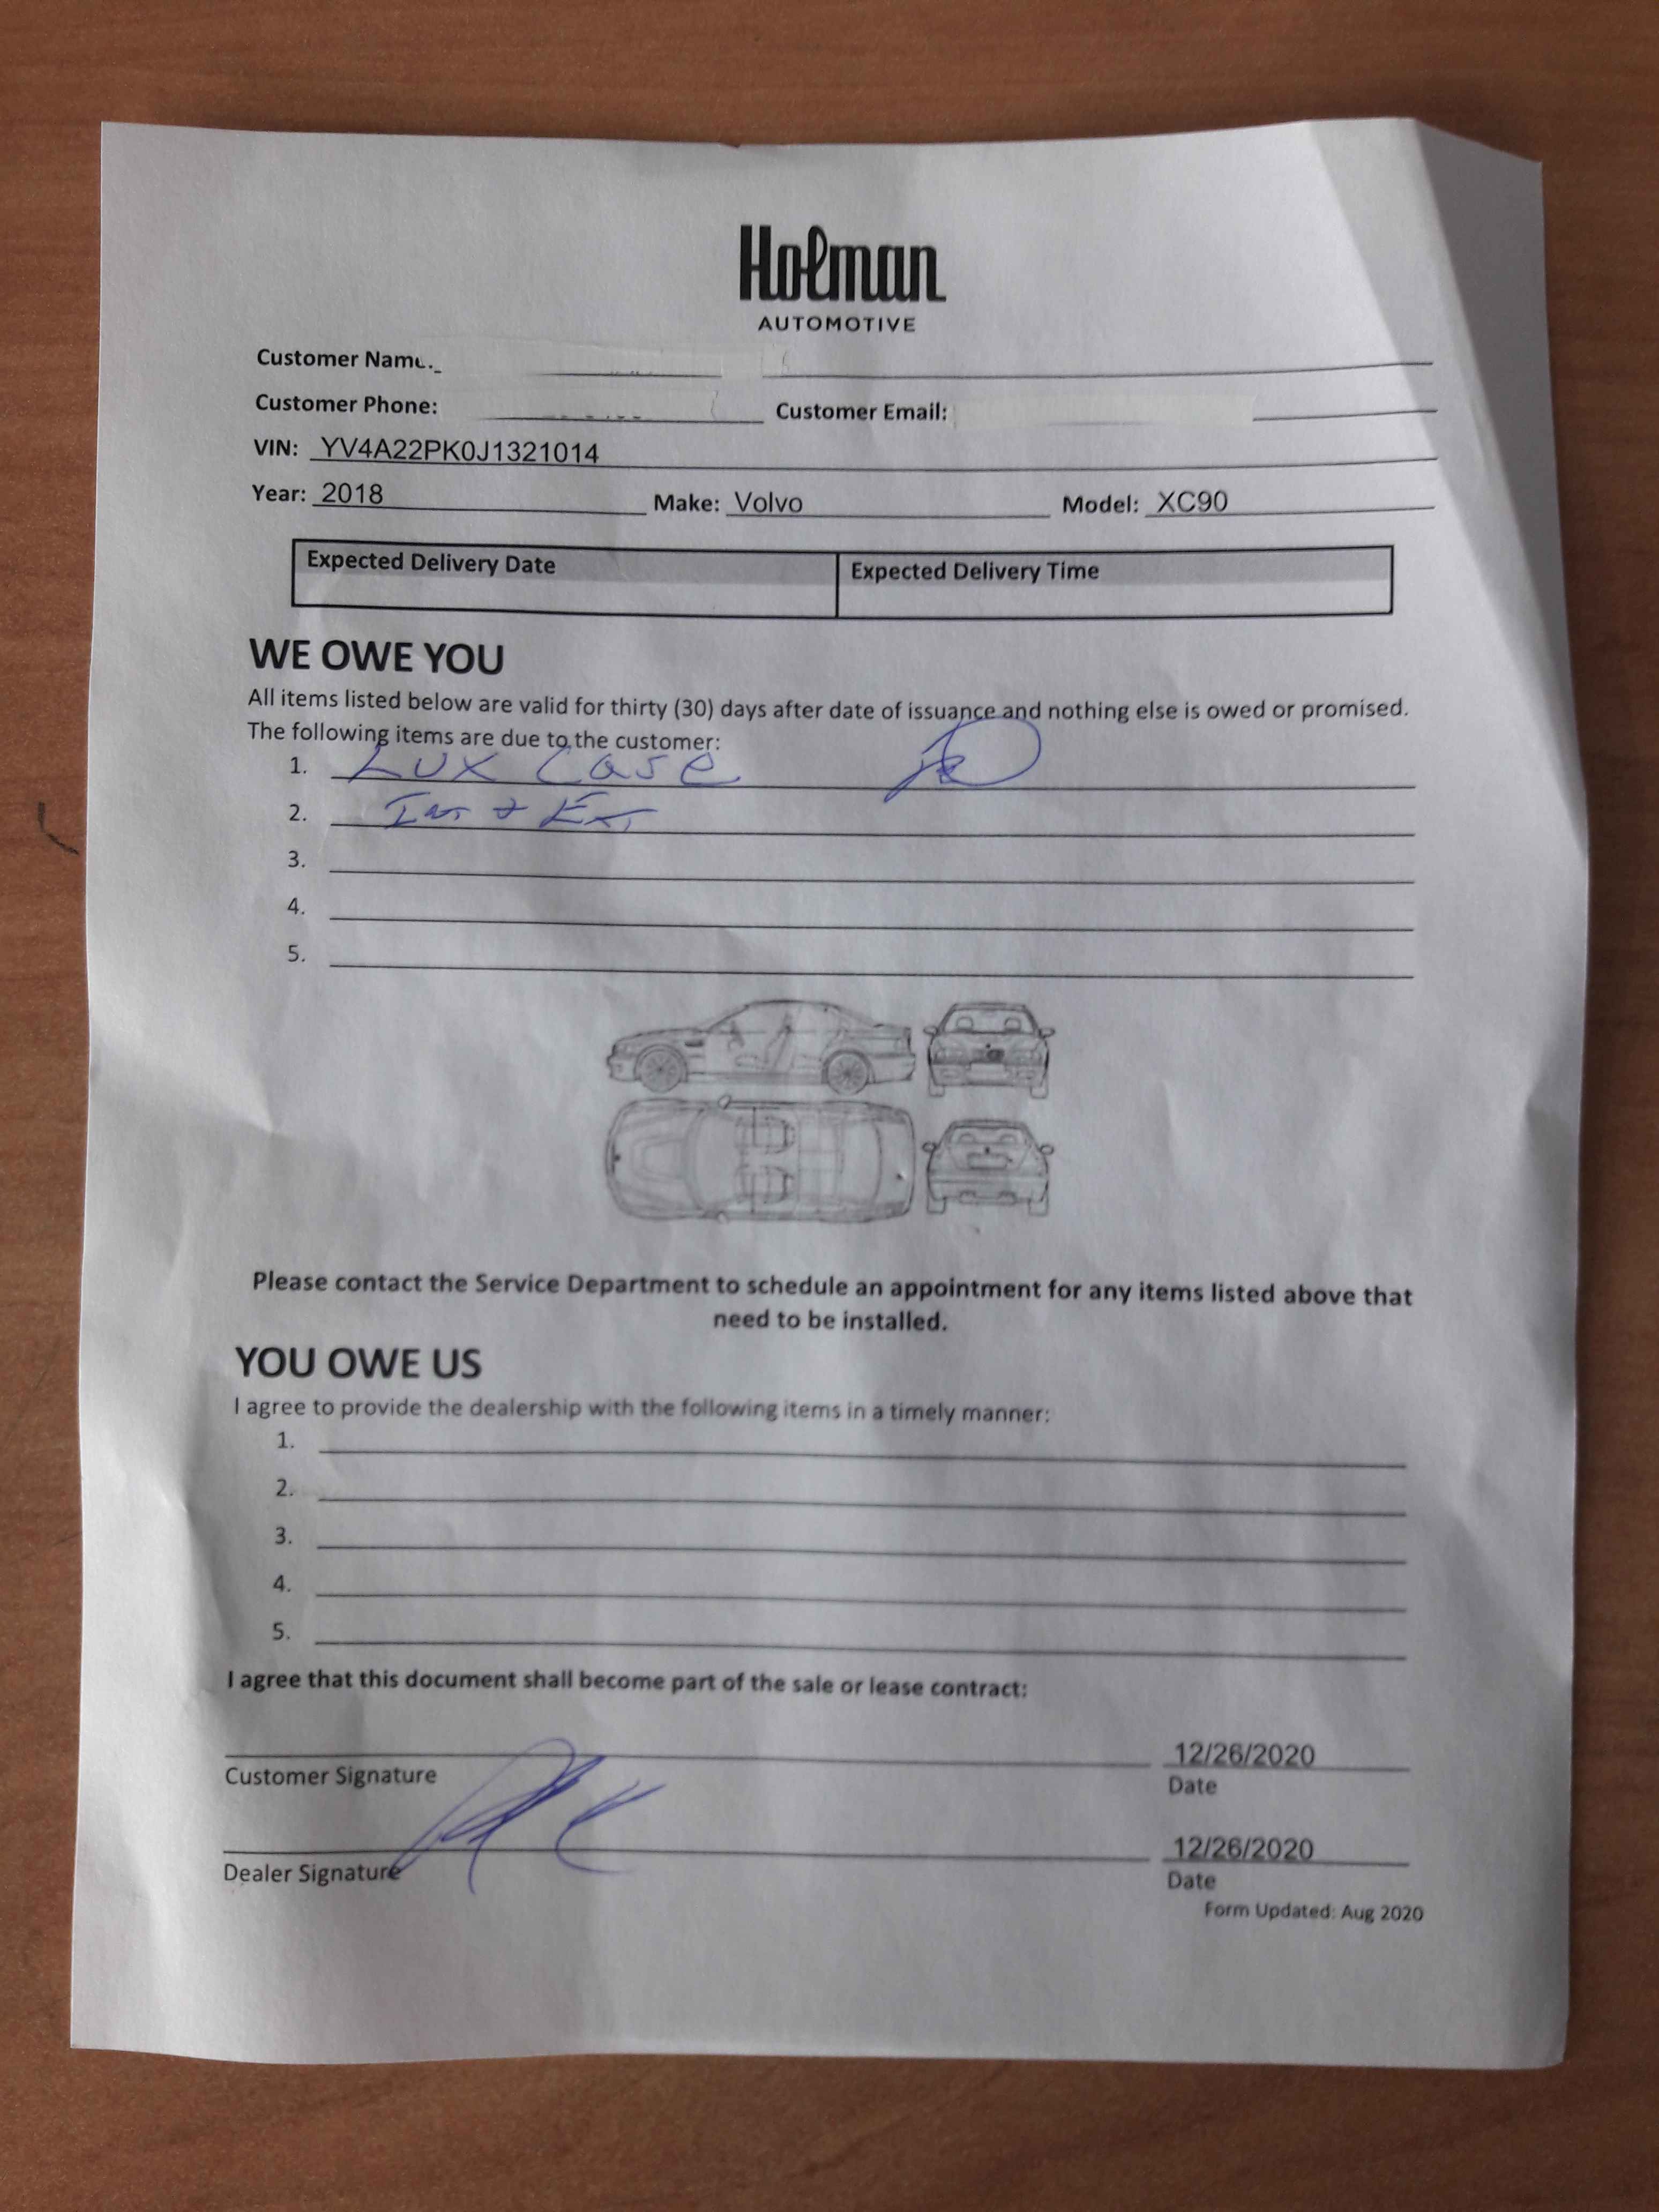 Holman
AUTOMOTIVE
Customer Name:
Customer Phone: Customer Email:
VIN: YV4A22PK0J1321014
Year: 2018 Make: Volvo Model: XC90
Expected Delivery Date Expected Delivery Time
WE OWE YOU
All items listed below are valid for thirty (30) days after date of issuance and nothing else is owed or promised.
The following items are due to the customer:
1. Lux Case
2. Int + Ext
3.
4.
5.
Please contact the Service Department to schedule an appointment for any items listed above that
need to be installed.
YOU OWE US
I agree to provide the dealership with the following items in a timely manner:
1.
2.
3.
4.
5.
I agree that this document shall become part of the sale or lease contract:
12/26/2020
Customer Signature Date
12/26/2020
Dealer Signature Date
Form Updated: Aug 2020